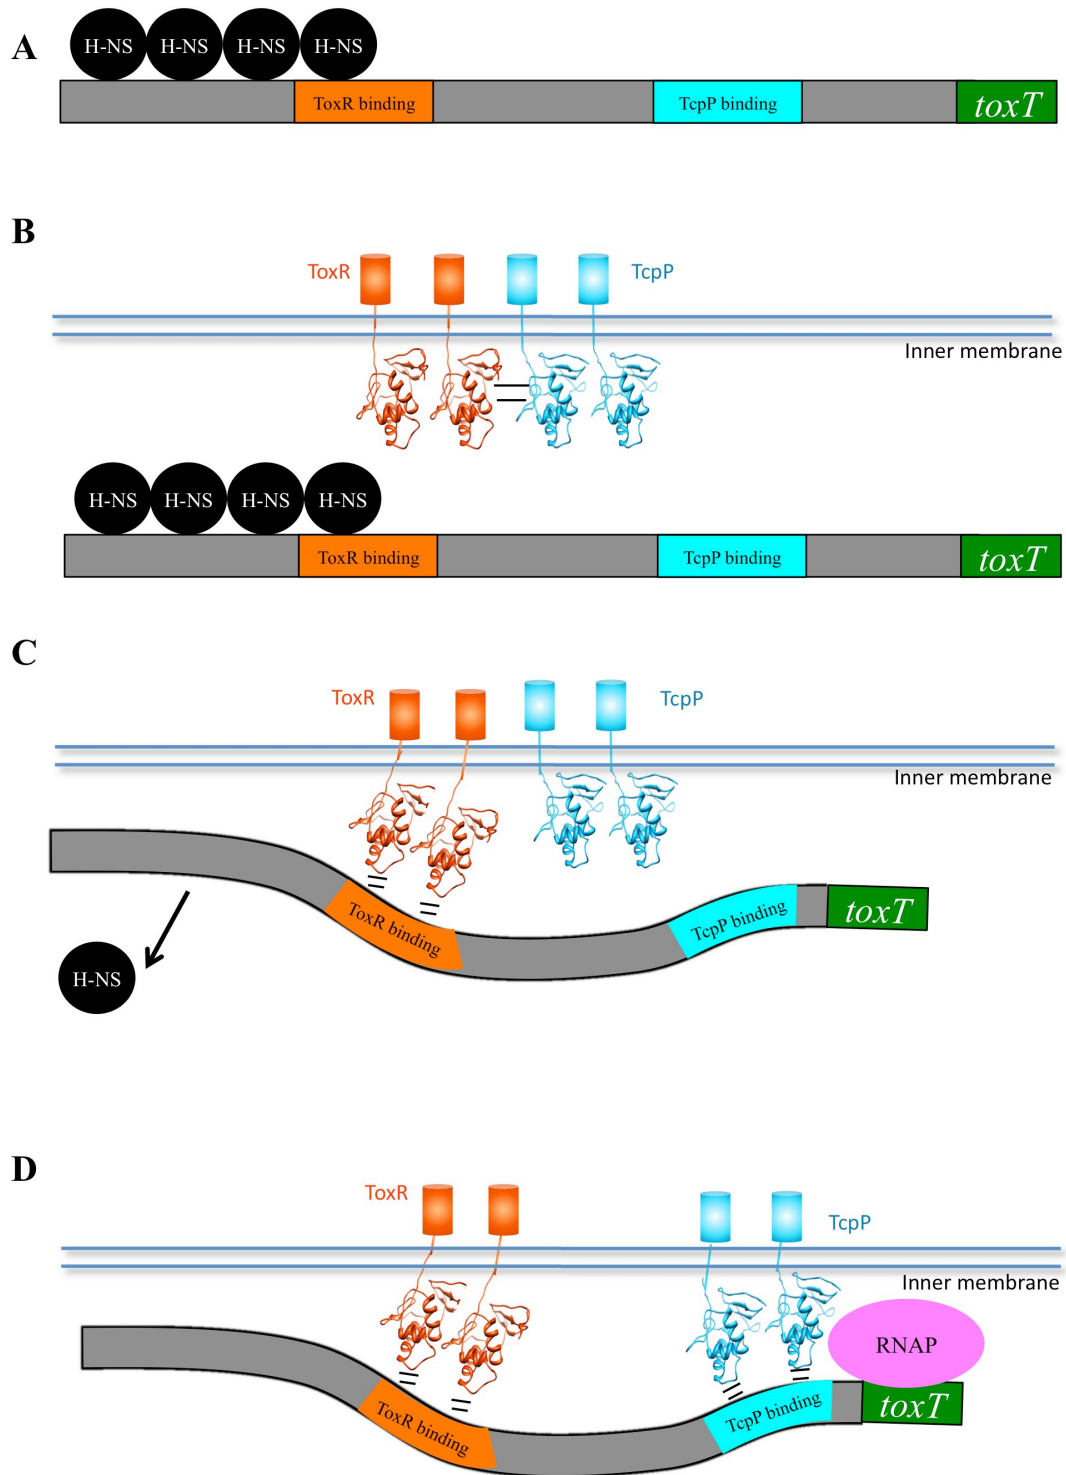 A
H-NS H-NS H-NS H-NS
ToxR binding TcpP binding toxT
B
ToxR TcpP
Inner membrane
H-NS H-NS H-NS H-NS
ToxR binding TcpP binding toxT
C
ToxR TcpP
Inner membrane
ToxR binding TcpP binding toxT
H-NS
D
ToxR TcpP
Inner membrane
RNAP
ToxR binding TcpP binding toxT